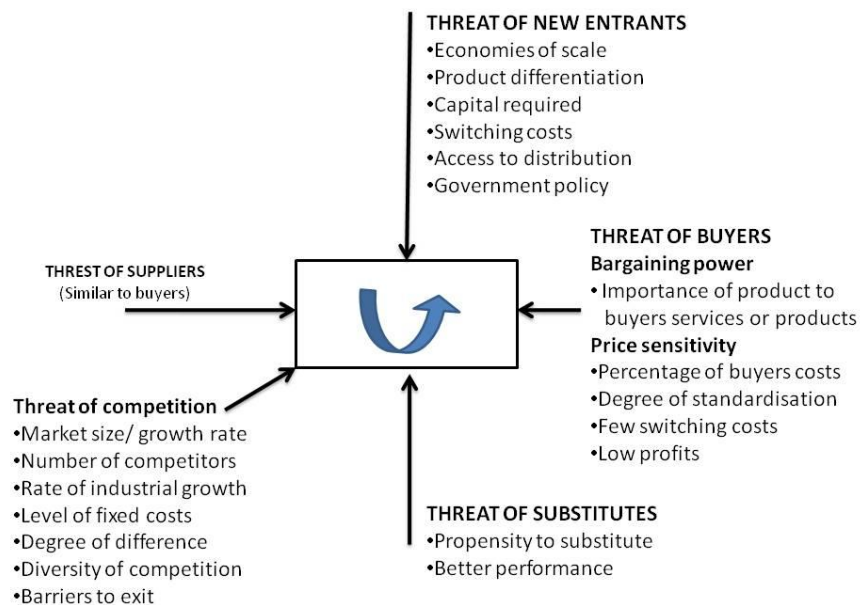 THREAT OF NEW ENTRANTS
•Economies of scale
•Product differentiation
•Capital required
•Switching costs
•Access to distribution
•Government policy
THREST OF SUPPLIERS
(Similar to buyers)
THREAT OF BUYERS
Bargaining power
• Importance of product to
buyers services or products
Price sensitivity
•Percentage of buyers costs
•Degree of standardisation
•Few switching costs
•Low profits
Threat of competition
•Market size/ growth rate
•Number of competitors
•Rate of industrial growth
•Level of fixed costs
•Degree of difference
•Diversity of competition
•Barriers to exit
THREAT OF SUBSTITUTES
•Propensity to substitute
•Better performance